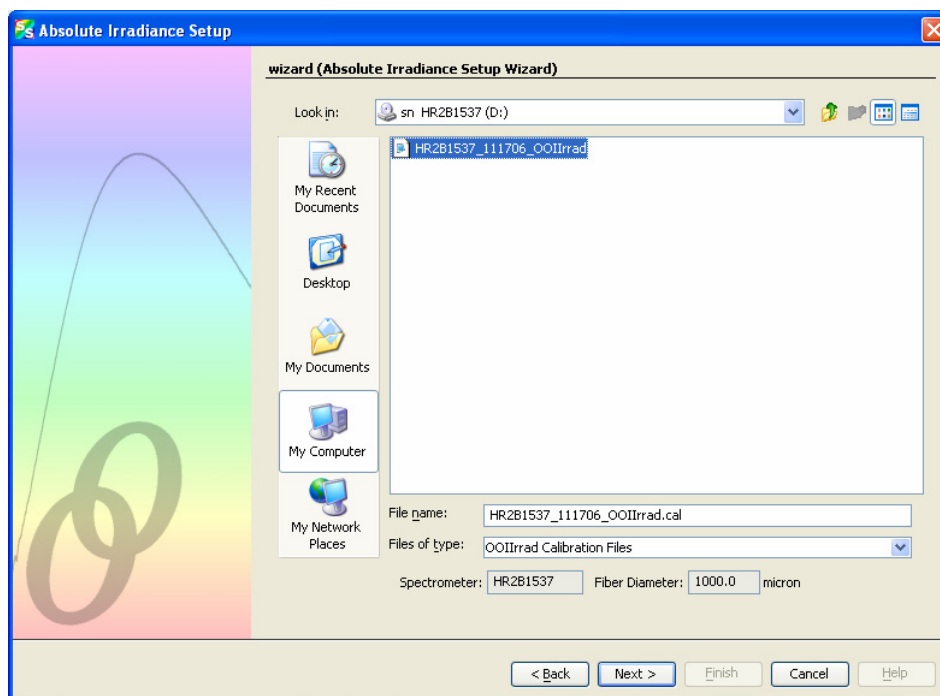 Absolute Irradiance Setup
wizard (Absolute Irradiance Setup Wizard)
Look in: sn HR2B1537 (D:)
HR2B1537_111706_OOIIrrad
My Recent
Documents
Desktop
My Documents
My Computer
My Network
Places
File name: HR2B1537_111706_OOIIrrad.cal
Files of type: OOIIrrad Calibration Files
Spectrometer: HR2B1537 Fiber Diameter: 1000.0 micron
< Back Next > Finish Cancel Help